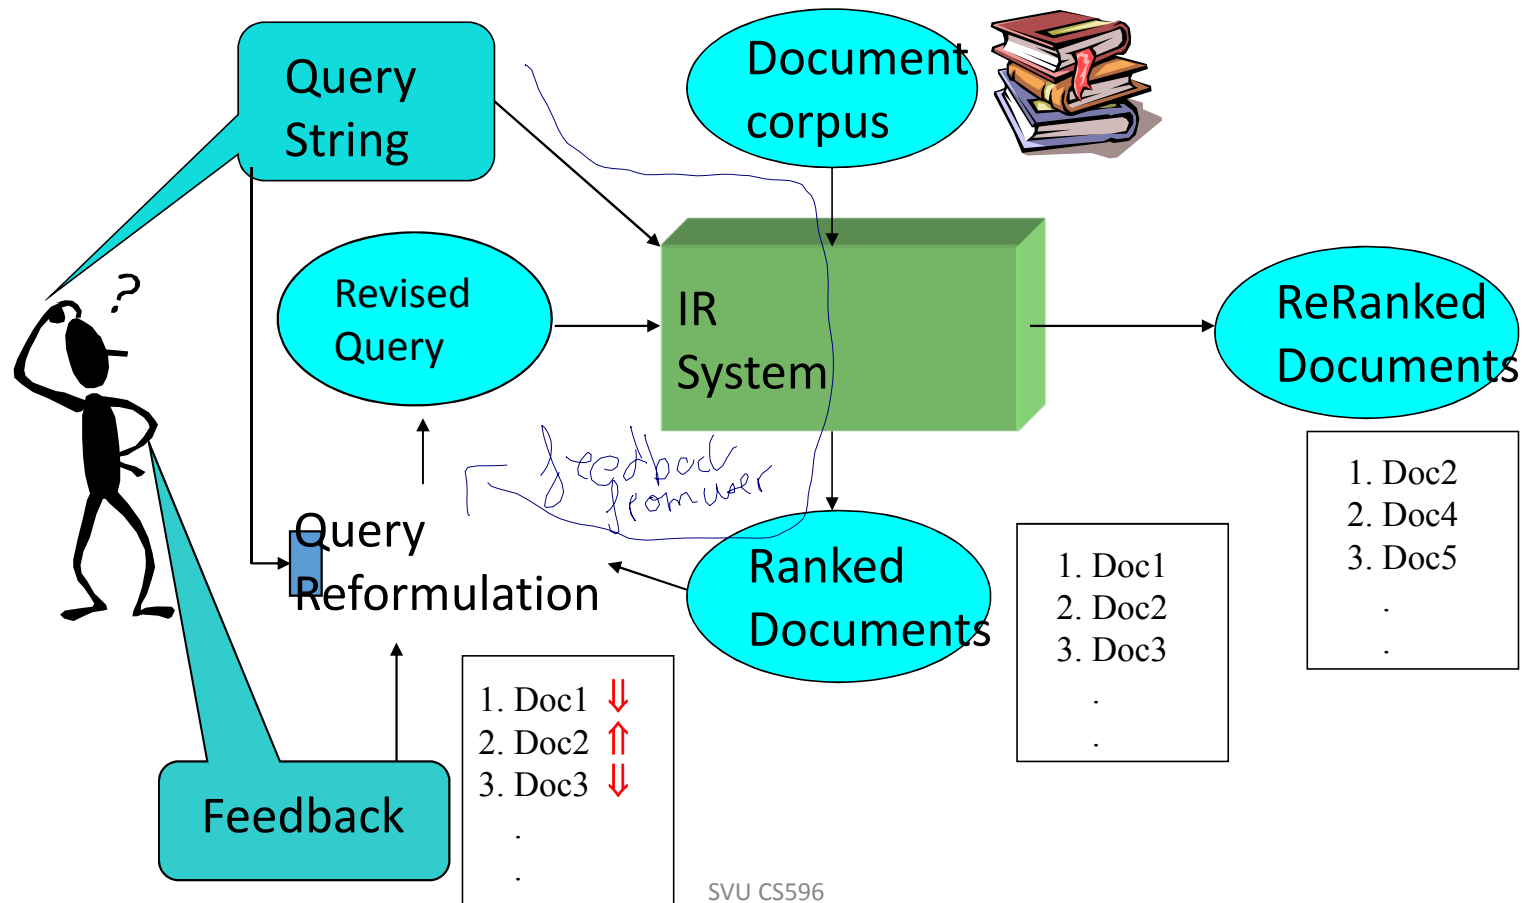 Query
String
Document
corpus
?
Revised
Query
IR
System
ReRanked
Documents
feedbad
from user
Query
Reformulation
Ranked
Documents
1. Doc1
2. Doc2
3. Doc3
.
.
1. Doc2
2. Doc4
3. Doc5
.
.
1. Doc1 ⇓
2. Doc2 ⇑
3. Doc3 ⇓
.
.
Feedback
SVU CS596